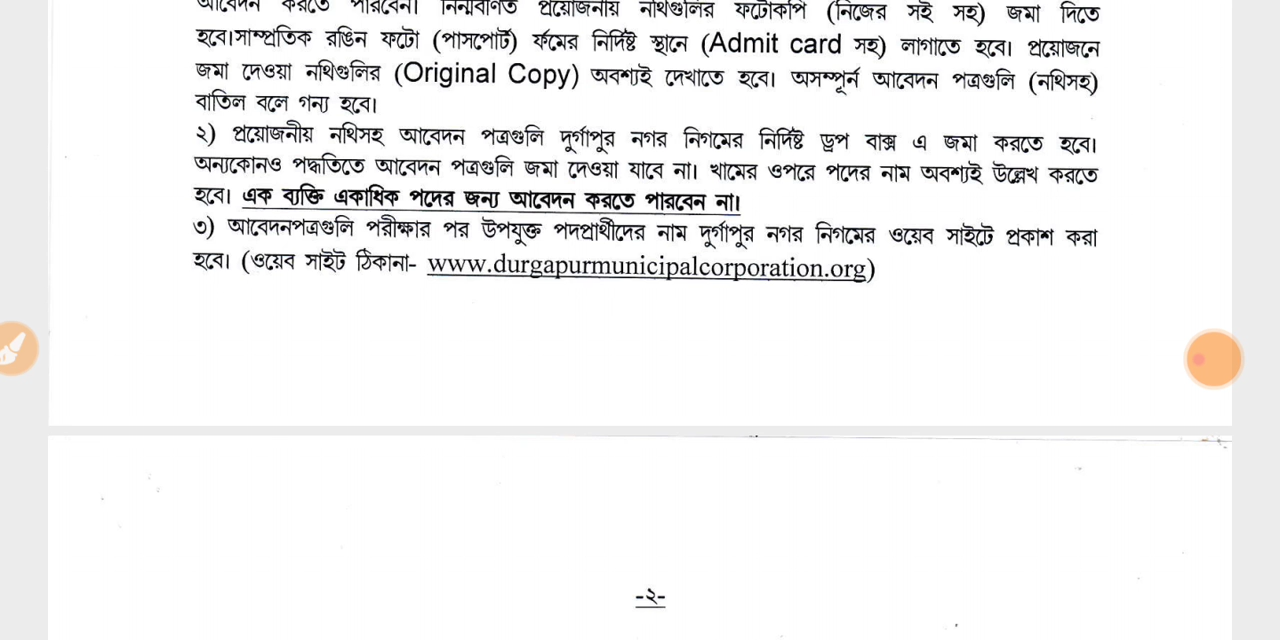 আবেদন করতে পারবেন। নিম্নবর্ণিত প্রয়োজনীয় নথিগুলির ফটোকপি (নিজের সই সহ) জমা দিতে
হবে।সাম্প্রতিক রঙিন ফটো (পাসপোর্ট) র্ফমের নির্দিষ্ট স্থানে (Admit card সহ) লাগাতে হবে। প্রয়োজনে
জমা দেওয়া নথিগুলির (Original Copy) অবশ্যই দেখাতে হবে। অসম্পূর্ন আবেদন পত্রগুলি (নথিসহ)
বাতিল বলে গন্য হবে।
২) প্রয়োজনীয় নথিসহ আবেদন পত্রগুলি দুর্গাপুর নগর নিগমের নির্দিষ্ট ড্রপ বাক্স এ জমা করতে হবে।
অন্যকোনও পদ্ধতিতে আবেদন পত্রগুলি জমা দেওয়া যাবে না। খামের ওপরে পদের নাম অবশ্যই উল্লেখ করতে
হবে। এক ব্যক্তি একাধিক পদের জন্য আবেদন করতে পারবেন না।
৩) আবেদনপত্রগুলি পরীক্ষার পর উপযুক্ত পদপ্রার্থীদের নাম দুর্গাপুর নগর নিগমের ওয়েব সাইটে প্রকাশ করা
হবে। (ওয়েব সাইট ঠিকানা- www.durgapurmunicipalcorporation.org)
-২-